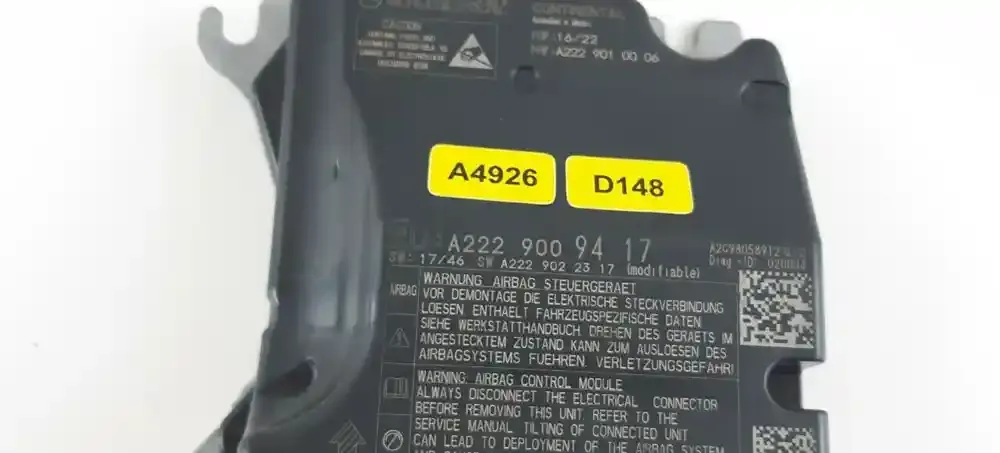 CONTINENTAL
CAUTION
HW: 16/22
HW: A222 901 00 06
A4926
D148
A222 900 94 17
SW: 17/46 SW A222 902 23 17 (modifiable)
Diag -ID:
WARNUNG AIRBAG STEUERGERAET
VOR DEMONTAGE DIE ELEKTRISCHE STECKVERBINDUNG
LOESEN ENTHAELT FAHRZEUGSPEZIFISCHE DATEN
SIEHE WERKSTATTHANDBUCH DREHEN DES GERAETS IM
ANGESTECKTEM ZUSTAND KANN ZUM AUSLOESEN DES
AIRBAGSYSTEMS FUEHREN. VERLETZUNGSGEFAHR!
AIRBAG
WARNING AIRBAG CONTROL MODULE
ALWAYS DISCONNECT THE ELECTRICAL CONNECTOR
BEFORE REMOVING THIS UNIT REFER TO THE
SERVICE MANUAL TILTING OF CONNECTED UNIT
CAN LEAD TO DEPLOYMENT OF THE AIRBAG SYSTEM